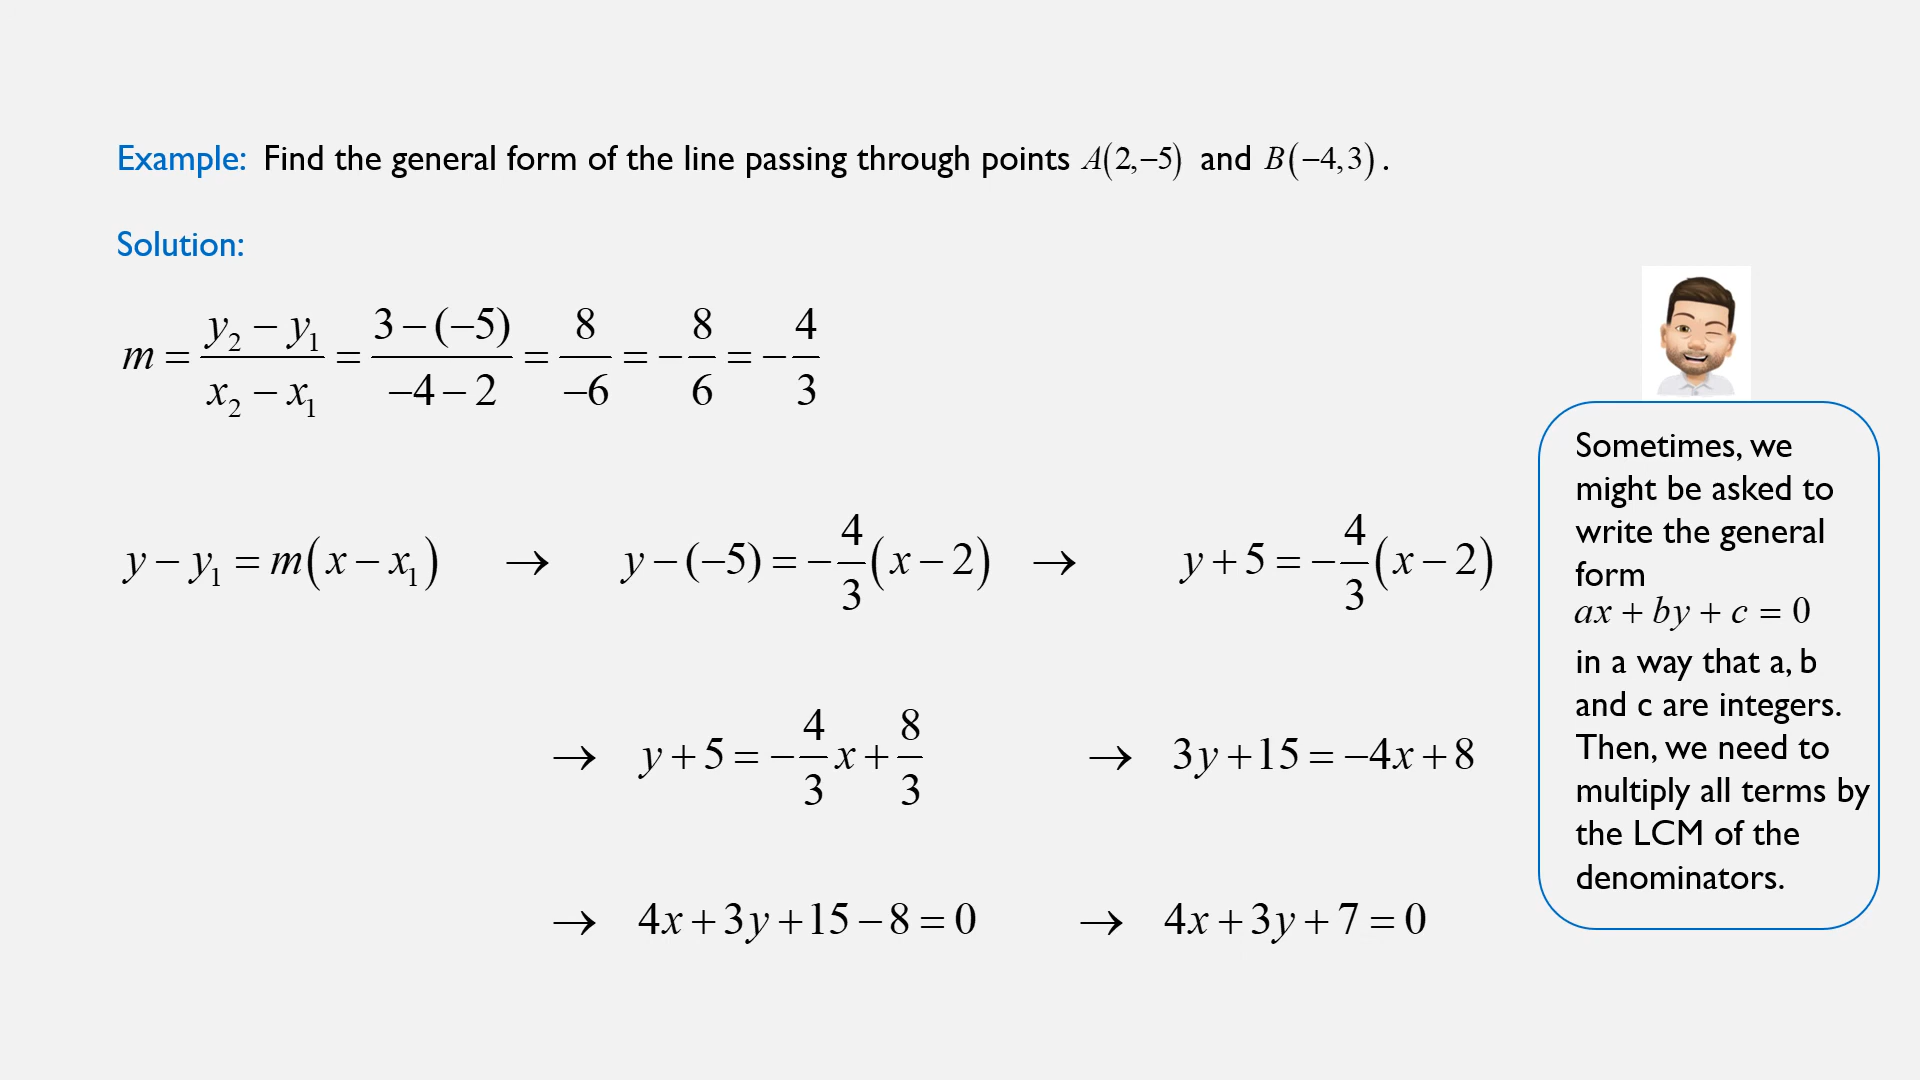 Example: Find the general form of the line passing through points A(2,−5) and B(−4,3).
Solution:
m = (y₂ − y₁)/(x₂ − x₁) = (3−(−5))/(−4−2) = 8/−6 = −8/6 = −4/3
y − y₁ = m(x − x₁) → y−(−5) = −4/3(x−2) → y+5 = −4/3(x−2)
→ y+5 = −4/3x + 8/3 → 3y+15 = −4x+8
→ 4x+3y+15−8 = 0 → 4x+3y+7 = 0
Sometimes, we
might be asked to
write the general
form
ax + by + c = 0
in a way that a, b
and c are integers.
Then, we need to
multiply all terms by
the LCM of the
denominators.